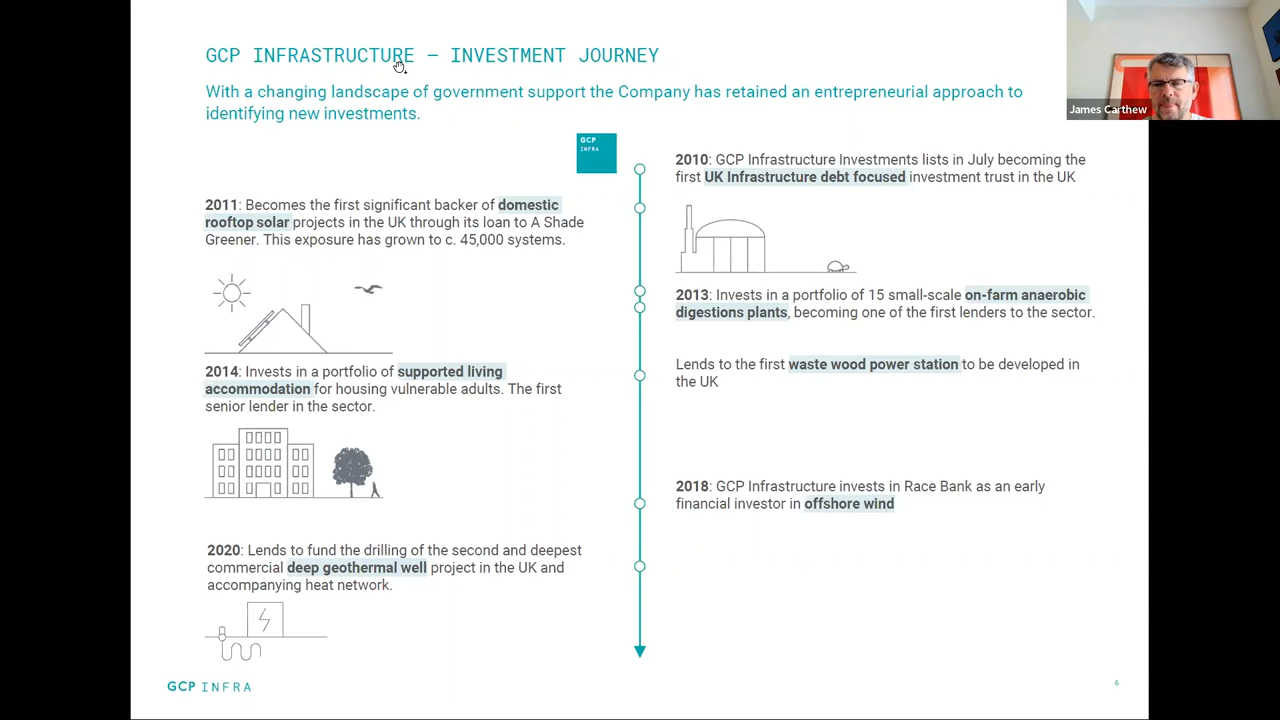 GCP INFRASTRUCTURE – INVESTMENT JOURNEY
With a changing landscape of government support the Company has retained an entrepreneurial approach to
identifying new investments.
James Carthew
GCP
INFRA
2010: GCP Infrastructure Investments lists in July becoming the
first UK Infrastructure debt focused investment trust in the UK
2011: Becomes the first significant backer of domestic
rooftop solar projects in the UK through its loan to A Shade
Greener. This exposure has grown to c. 45,000 systems.
2013: Invests in a portfolio of 15 small-scale on-farm anaerobic
digestions plants, becoming one of the first lenders to the sector.
Lends to the first waste wood power station to be developed in
the UK
2014: Invests in a portfolio of supported living
accommodation for housing vulnerable adults. The first
senior lender in the sector.
2018: GCP Infrastructure invests in Race Bank as an early
financial investor in offshore wind
2020: Lends to fund the drilling of the second and deepest
commercial deep geothermal well project in the UK and
accompanying heat network.
GCP INFRA
6